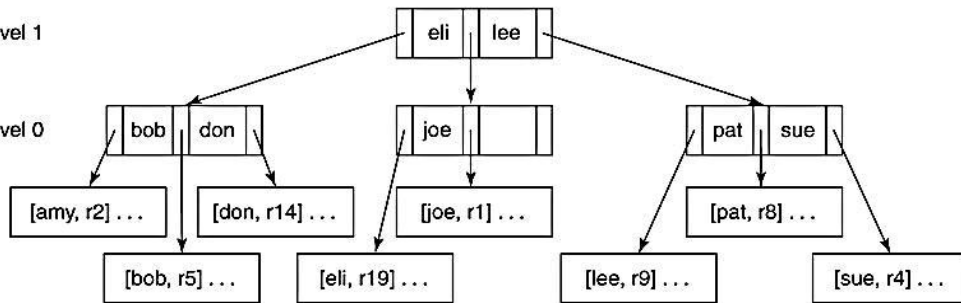 vel 1
eli lee
vel 0
bob don
joe
pat sue
[amy, r2] . . .
[don, r14] . . .
[joe, r1] . . .
[pat, r8] . . .
[bob, r5] . . .
[eli, r19] . . .
[lee, r9] . . .
[sue, r4] . . .